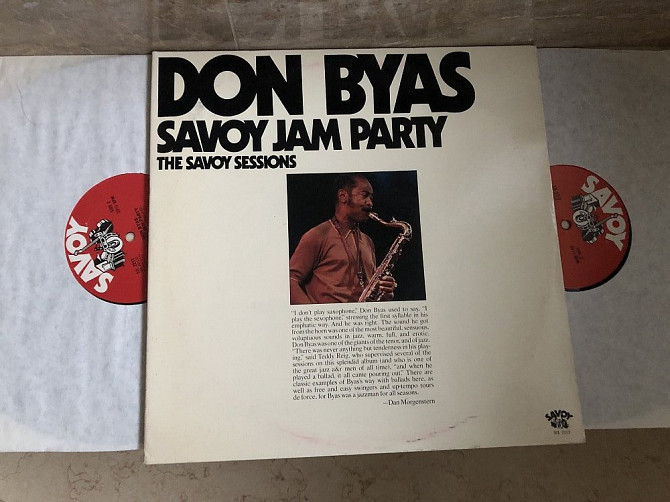 DON BYAS
SAVOY JAM PARTY
THE SAVOY SESSIONS
"I don't play saxophone," Don Byas used to say, "I
play the sexophone," stressing the first syllable in his
emphatic way. And he was right. The sound he got
from the horn was one of the most beautiful, sensuous,
voluptuous sounds in jazz, warm, full, and erotic.
Don Byas was one of the giants of the tenor, and of jazz.
"There was never anything but tenderness in his play-
ing," said Teddy Reig, who supervised several of the
sessions on this splendid album (and who is one of
the great jazz a&r men of all time), "and when he
played a ballad, it all came pouring out." There are
classic examples of Byas's way with ballads here, as
well as free and easy swingers and up-tempo tours
de force, for Byas was a jazzman for all seasons.
—Dan Morgenstern
SAVOY
SAVOY
SAVOY